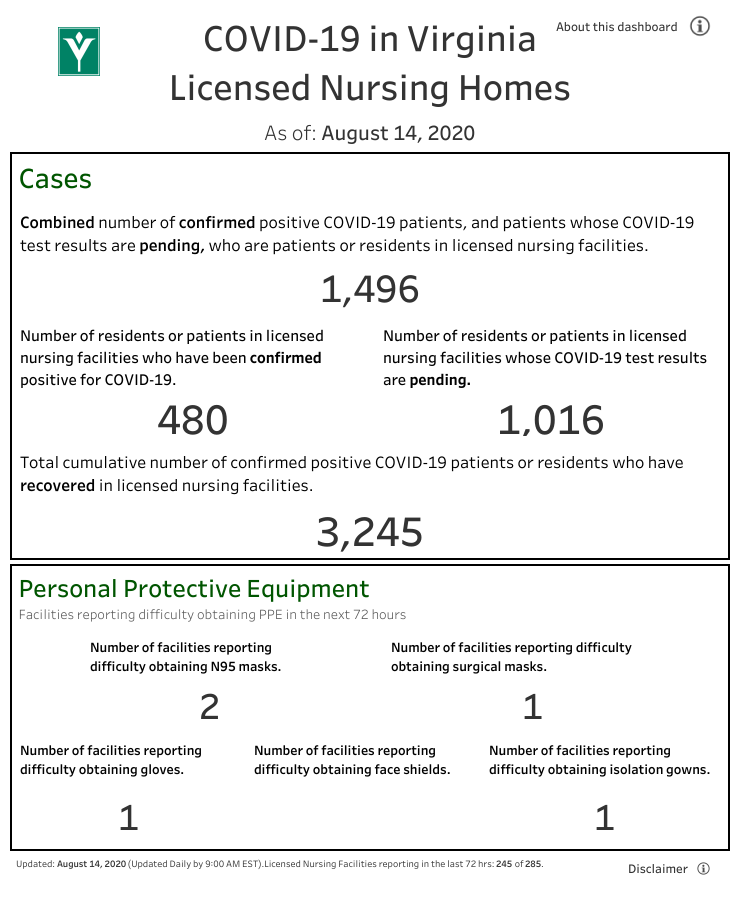 COVID-19 in Virginia
Licensed Nursing Homes
About this dashboard
As of: August 14, 2020
Cases
Combined number of confirmed positive COVID-19 patients, and patients whose COVID-19
test results are pending, who are patients or residents in licensed nursing facilities.
1,496
Number of residents or patients in licensed
nursing facilities who have been confirmed
positive for COVID-19.
480
Number of residents or patients in licensed
nursing facilities whose COVID-19 test results
are pending.
1,016
Total cumulative number of confirmed positive COVID-19 patients or residents who have
recovered in licensed nursing facilities.
3,245
Personal Protective Equipment
Facilities reporting difficulty obtaining PPE in the next 72 hours
Number of facilities reporting
difficulty obtaining N95 masks.
2
Number of facilities reporting difficulty
obtaining surgical masks.
1
Number of facilities reporting
difficulty obtaining gloves.
1
Number of facilities reporting
difficulty obtaining face shields.
Number of facilities reporting
difficulty obtaining isolation gowns.
1
Updated: August 14, 2020 (Updated Daily by 9:00 AM EST).Licensed Nursing Facilities reporting in the last 72 hrs: 245 of 285.
Disclaimer